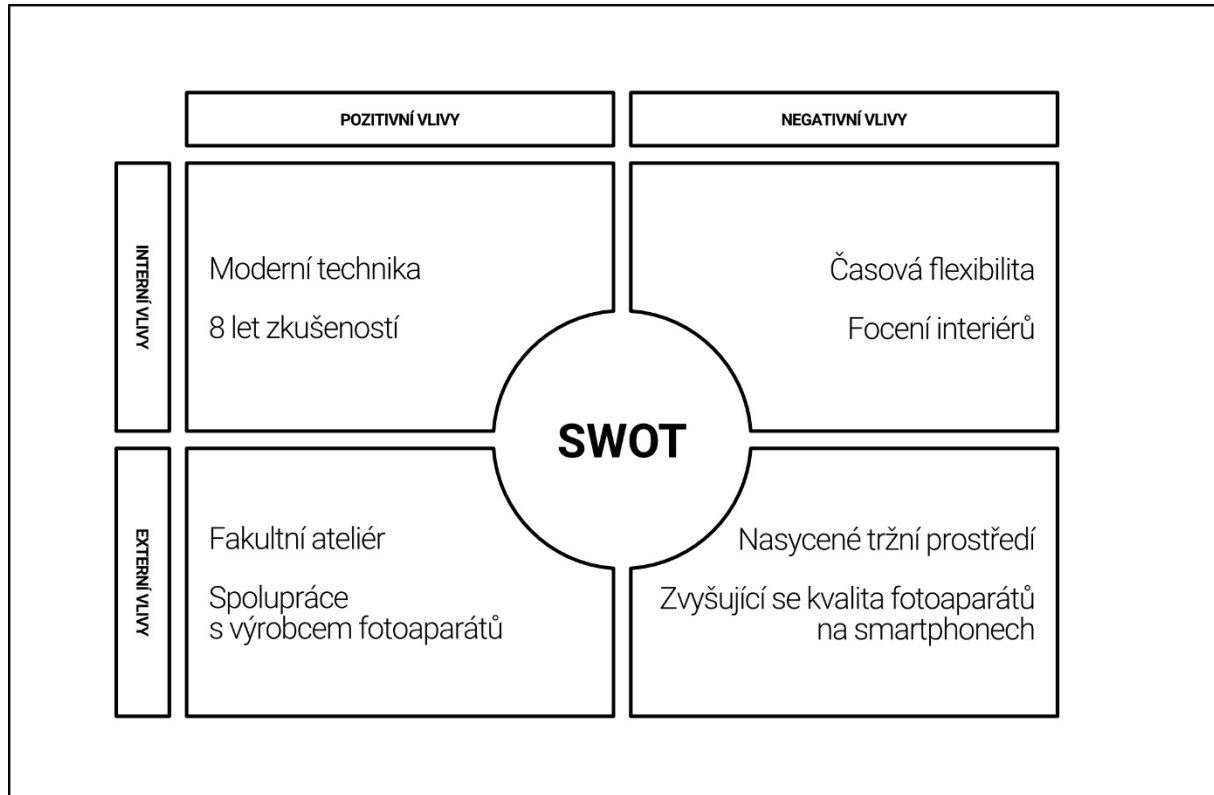 POZITIVNÍ VLIVY
NEGATIVNÍ VLIVY
INTERNÍ VLIVY
Moderní technika
8 let zkušeností
Časová flexibilita
Focení interiérů
SWOT
EXTERNÍ VLIVY
Fakultní ateliér
Spolupráce
s výrobcem fotoaparátů
Nasycené tržní prostředí
Zvyšující se kvalita fotoaparátů
na smartphonech